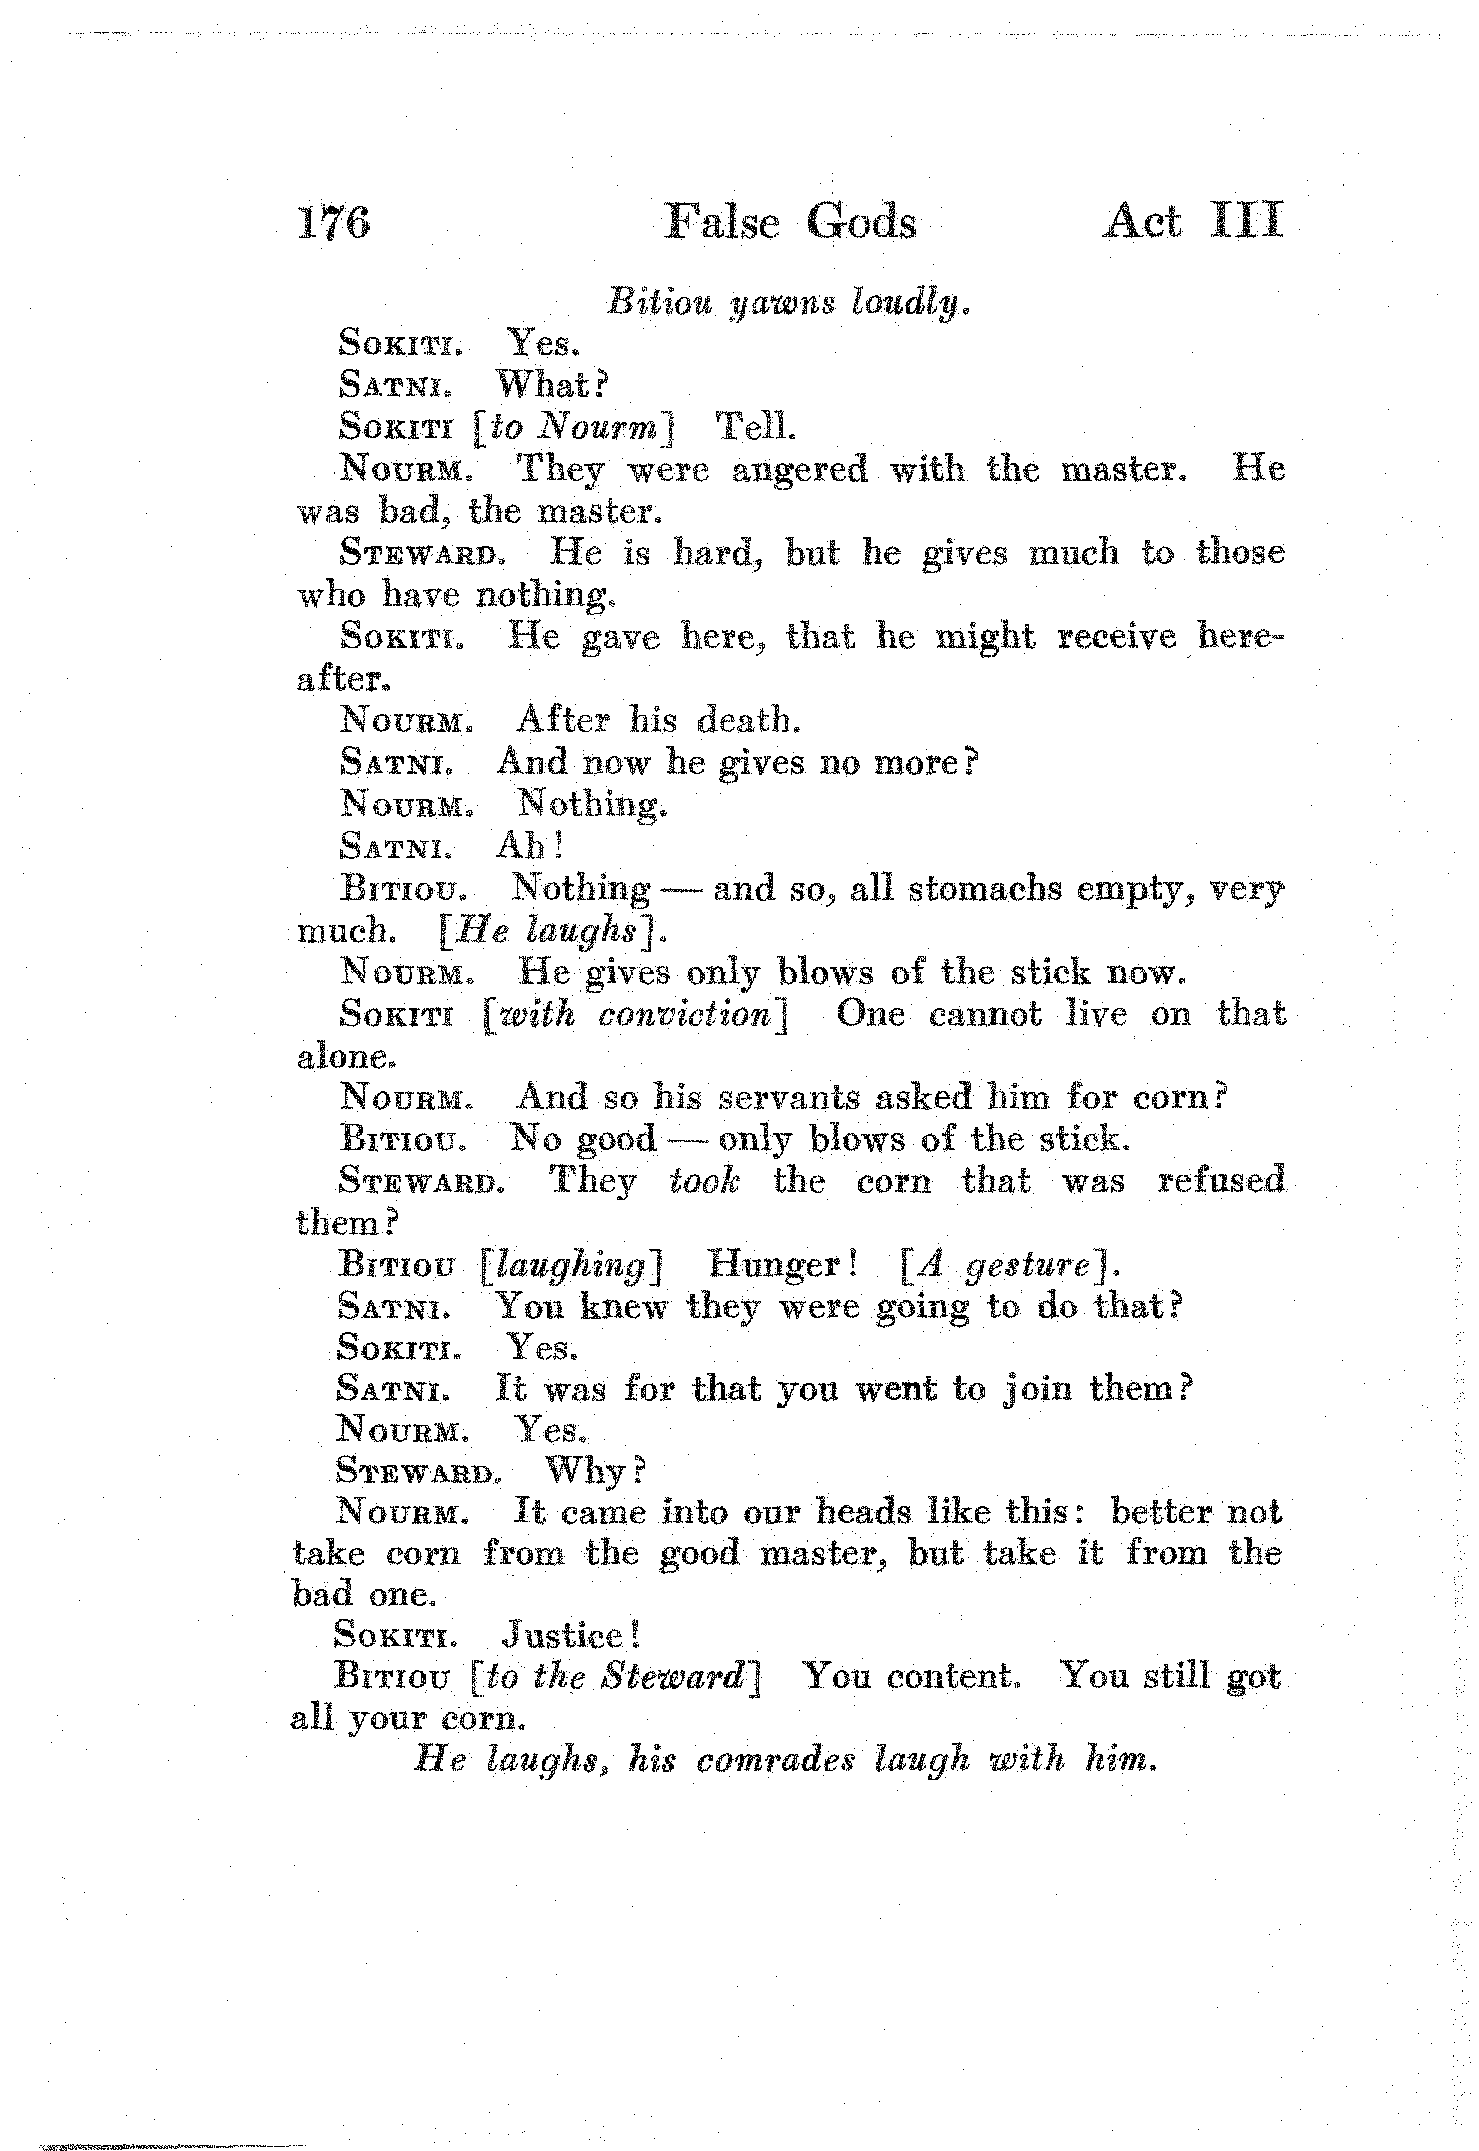 176 False Gods Act III
Bitiou yawns loudly.
SOKITI. Yes.
SATNI. What?
SOKITI [to Nourm] Tell.
NOURM. They were angered with the master. He
was bad, the master.
STEWARD. He is hard, but he gives much to those
who have nothing.
SOKITI. He gave here, that he might receive here-
after.
NOURM. After his death.
SATNI. And now he gives no more?
NOURM. Nothing.
SATNI. Ah!
BITIOU. Nothing — and so, all stomachs empty, very
much. [He laughs].
NOURM. He gives only blows of the stick now.
SOKITI [with conviction] One cannot live on that
alone.
NOURM. And so his servants asked him for corn?
BITIOU. No good — only blows of the stick.
STEWARD. They took the corn that was refused
them?
BITIOU [laughing] Hunger! [A gesture].
SATNI. You knew they were going to do that?
SOKITI. Yes.
SATNI. It was for that you went to join them?
NOURM. Yes.
STEWARD. Why?
NOURM. It came into our heads like this: better not
take corn from the good master, but take it from the
bad one.
SOKITI. Justice!
BITIOU [to the Steward] You content. You still got
all your corn.
He laughs, his comrades laugh with him.